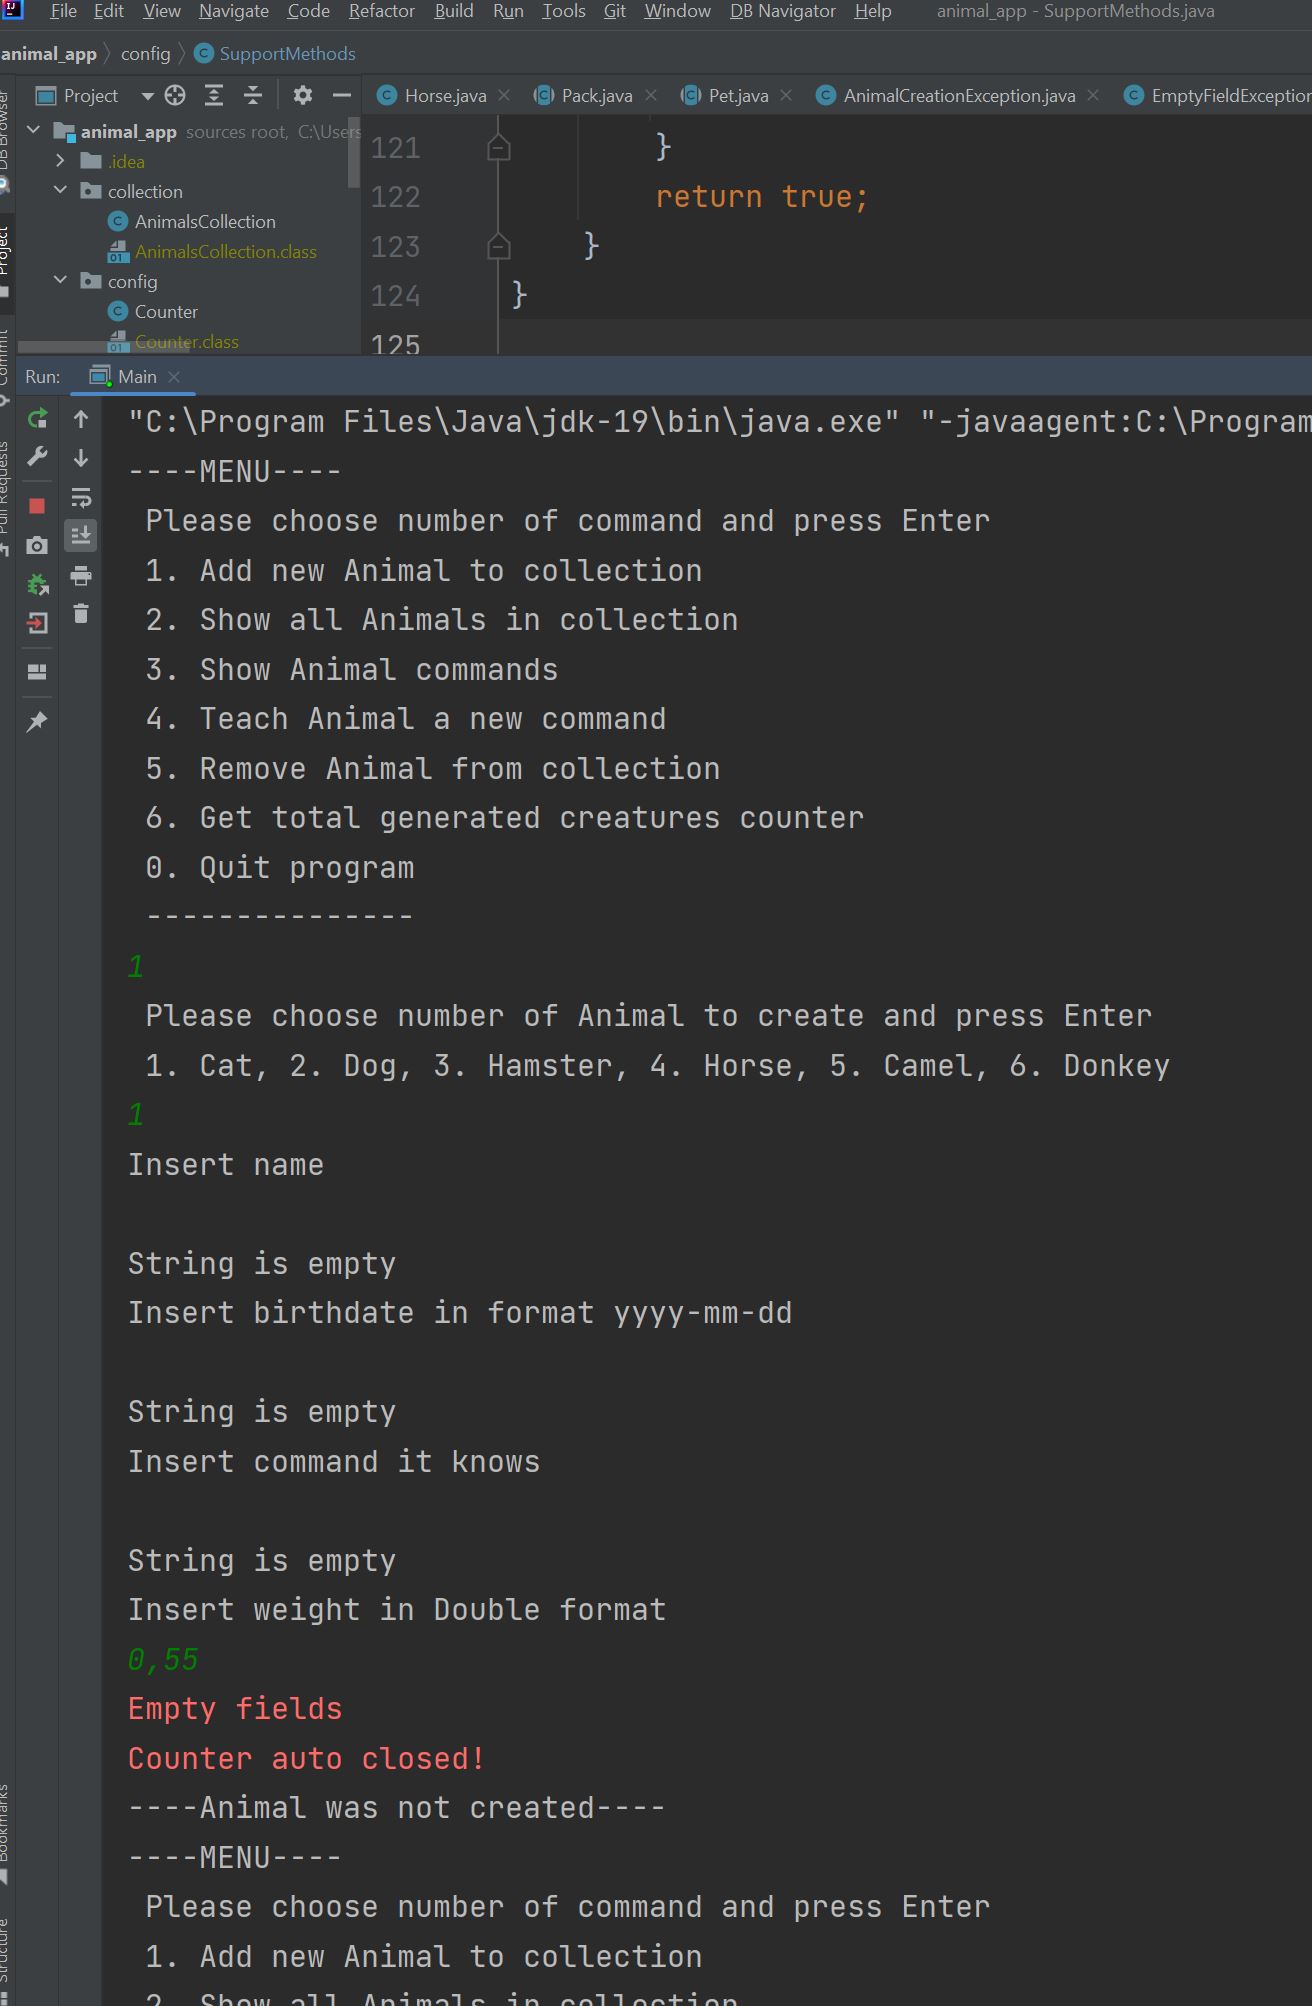 File Edit View Navigate Code Refactor Build Run Tools Git Window DB Navigator Help animal_app - SupportMethods.java
animal_app config SupportMethods
Project Horse.java Pack.java Pet.java AnimalCreationException.java EmptyFieldException
animal_app sources root, C:\Users
.idea
collection
AnimalsCollection
AnimalsCollection.class
config
Counter
Counter.class
DB Browser
Project
Commit
Pull Requests
Bookmarks
Structure
121 }
122 return true;
123 }
124 }
125
Run: Main
"C:\Program Files\Java\jdk-19\bin\java.exe" "-javaagent:C:\Program
----MENU----
Please choose number of command and press Enter
1. Add new Animal to collection
2. Show all Animals in collection
3. Show Animal commands
4. Teach Animal a new command
5. Remove Animal from collection
6. Get total generated creatures counter
0. Quit program
---------------
1
Please choose number of Animal to create and press Enter
1. Cat, 2. Dog, 3. Hamster, 4. Horse, 5. Camel, 6. Donkey
1
Insert name
String is empty
Insert birthdate in format yyyy-mm-dd
String is empty
Insert command it knows
String is empty
Insert weight in Double format
0,55
Empty fields
Counter auto closed!
----Animal was not created----
----MENU----
Please choose number of command and press Enter
1. Add new Animal to collection
2. Show all Animals in collection